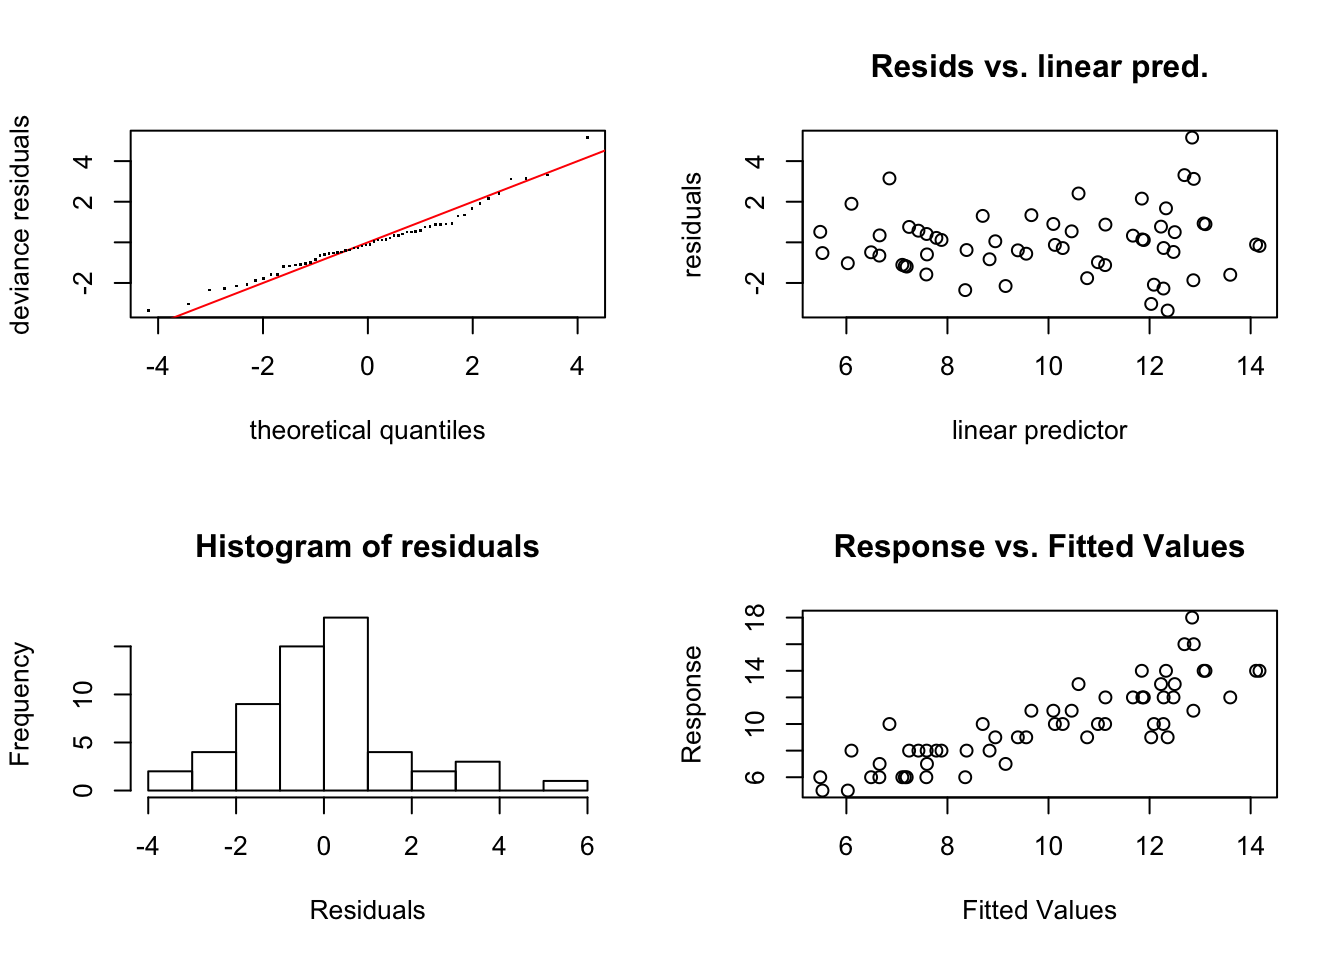 deviance residuals
4
2
-2
-4 -2 0 2 4
theoretical quantiles
Resids vs. linear pred.
residuals
4
2
-2
6 8 10 12 14
linear predictor
Histogram of residuals
Frequency
10
5
0
-4 -2 0 2 4 6
Residuals
Response vs. Fitted Values
Response
18
14
10
6
6 8 10 12 14
Fitted Values